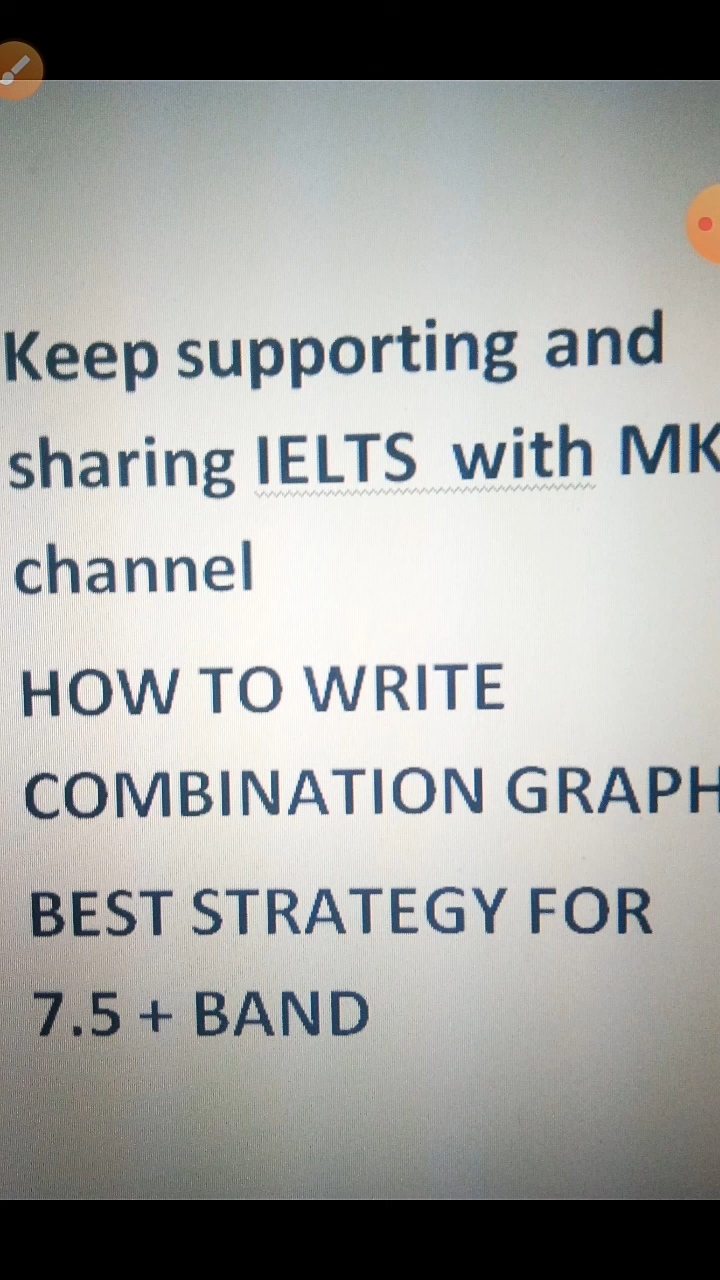 Keep supporting and
sharing IELTS  with MK
channel
HOW TO WRITE
COMBINATION GRAPH
BEST STRATEGY FOR
7.5 + BAND